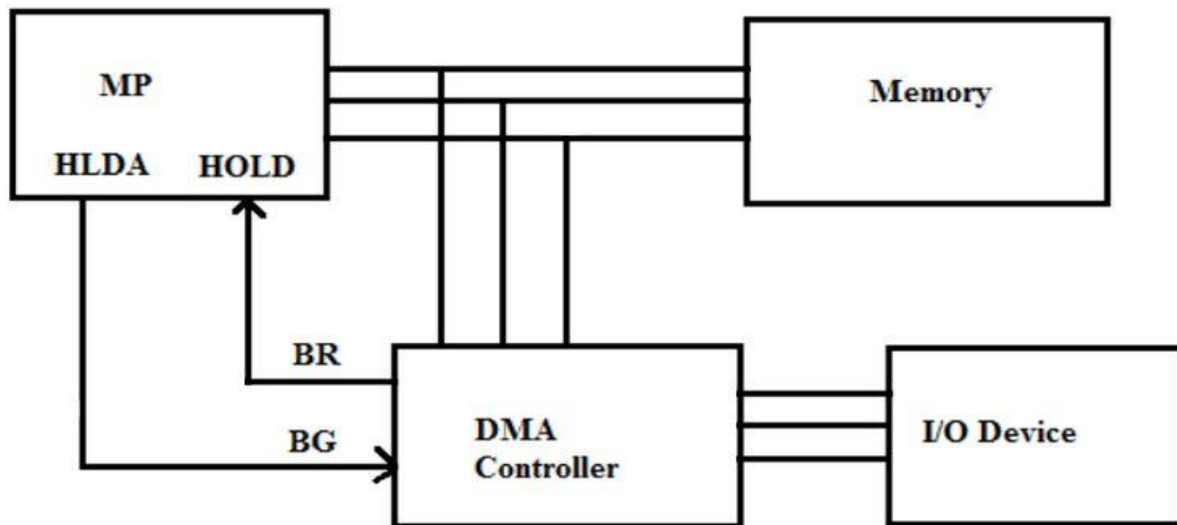 MP
Memory
HLDA HOLD
BR
BG
DMA
Controller
I/O Device